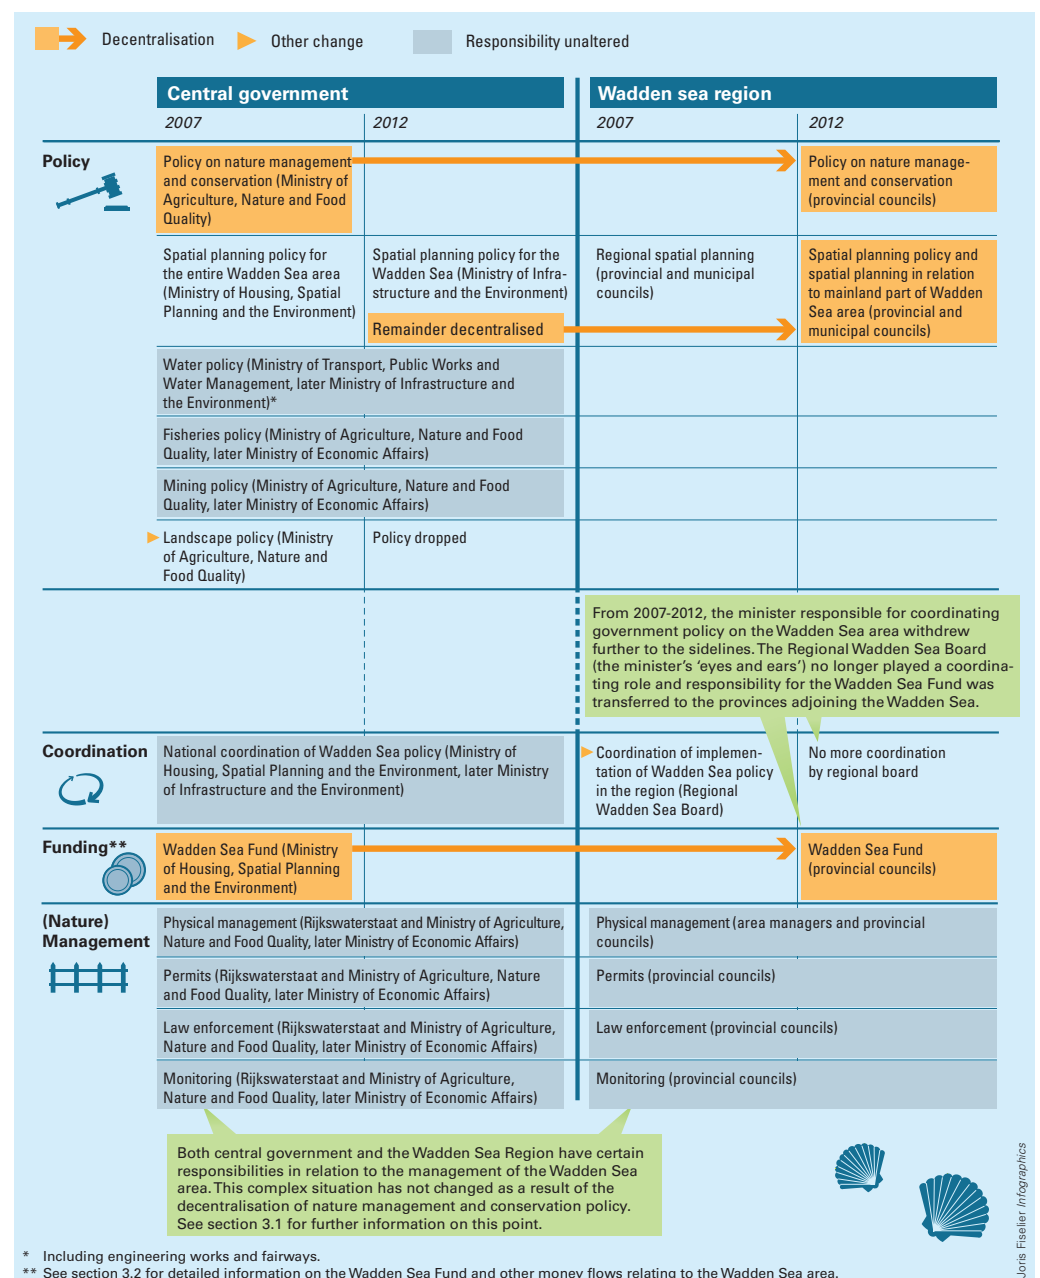 Decentralisation
Other change
Responsibility unaltered
Central government
Wadden sea region
2007
2012
2007
2012
Policy
Policy on nature management
and conservation (Ministry of
Agriculture, Nature and Food
Quality)
Policy on nature manage-
ment and conservation
(provincial councils)
Spatial planning policy for
the entire Wadden Sea area
(Ministry of Housing, Spatial
Planning and the Environment)
Spatial planning policy for the
Wadden Sea (Ministry of Infra-
structure and the Environment)
Remainder decentralised
Regional spatial planning
(provincial and municipal
councils)
Spatial planning policy and
spatial planning in relation
to mainland part of Wadden
Sea area (provincial and
municipal councils)
Water policy (Ministry of Transport, Public Works and
Water Management, later Ministry of Infrastructure and
the Environment)*
Fisheries policy (Ministry of Agriculture, Nature and Food
Quality, later Ministry of Economic Affairs)
Mining policy (Ministry of Agriculture, Nature and Food
Quality, later Ministry of Economic Affairs)
Landscape policy (Ministry
of Agriculture, Nature and
Food Quality)
Policy dropped
From 2007-2012, the minister responsible for coordinating
government policy on the Wadden Sea area withdrew
further to the sidelines. The Regional Wadden Sea Board
(the minister's 'eyes and ears') no longer played a coordina-
ting role and responsibility for the Wadden Sea Fund was
transferred to the provinces adjoining the Wadden Sea.
Coordination
National coordination of Wadden Sea policy (Ministry of
Housing, Spatial Planning and the Environment, later Ministry
of Infrastructure and the Environment)
Coordination of implemen-
tation of Wadden Sea policy
in the region (Regional
Wadden Sea Board)
No more coordination
by regional board
Funding**
Wadden Sea Fund (Ministry
of Housing, Spatial Planning
and the Environment)
Wadden Sea Fund
(provincial councils)
(Nature)
Management
Physical management (Rijkswaterstaat and Ministry of Agriculture,
Nature and Food Quality, later Ministry of Economic Affairs)
Physical management (area managers and provincial
councils)
Permits (Rijkswaterstaat and Ministry of Agriculture, Nature
and Food Quality, later Ministry of Economic Affairs)
Permits (provincial councils)
Law enforcement (Rijkswaterstaat and Ministry of Agriculture,
Nature and Food Quality, later Ministry of Economic Affairs)
Law enforcement (provincial councils)
Monitoring (Rijkswaterstaat and Ministry of Agriculture,
Nature and Food Quality, later Ministry of Economic Affairs)
Monitoring (provincial councils)
Both central government and the Wadden Sea Region have certain
responsibilities in relation to the management of the Wadden Sea
area. This complex situation has not changed as a result of the
decentralisation of nature management and conservation policy.
See section 3.1 for further information on this point.
Joris Fiselier Infographics
* Including engineering works and fairways.
** See section 3.2 for detailed information on the Wadden Sea Fund and other money flows relating to the Wadden Sea area.